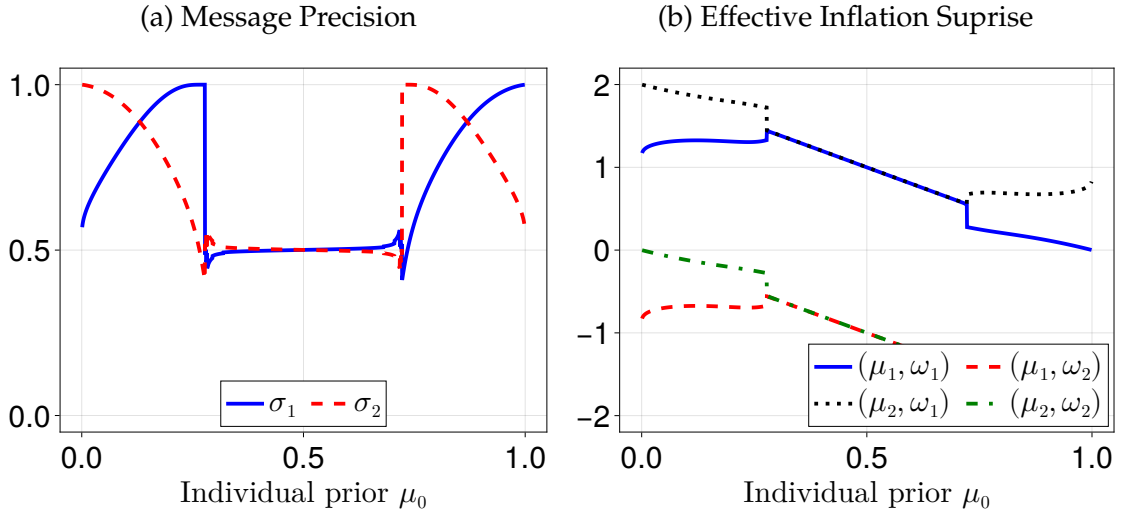 (a) Message Precision
1.0
0.5
0.0
σ₁ σ₂
0.0 0.5 1.0
Individual prior μ₀
(b) Effective Inflation Suprise
2
1
0
−1
−2
(μ₁, ω₁) (μ₁, ω₂)
(μ₂, ω₁) (μ₂, ω₂)
0.0 0.5 1.0
Individual prior μ₀